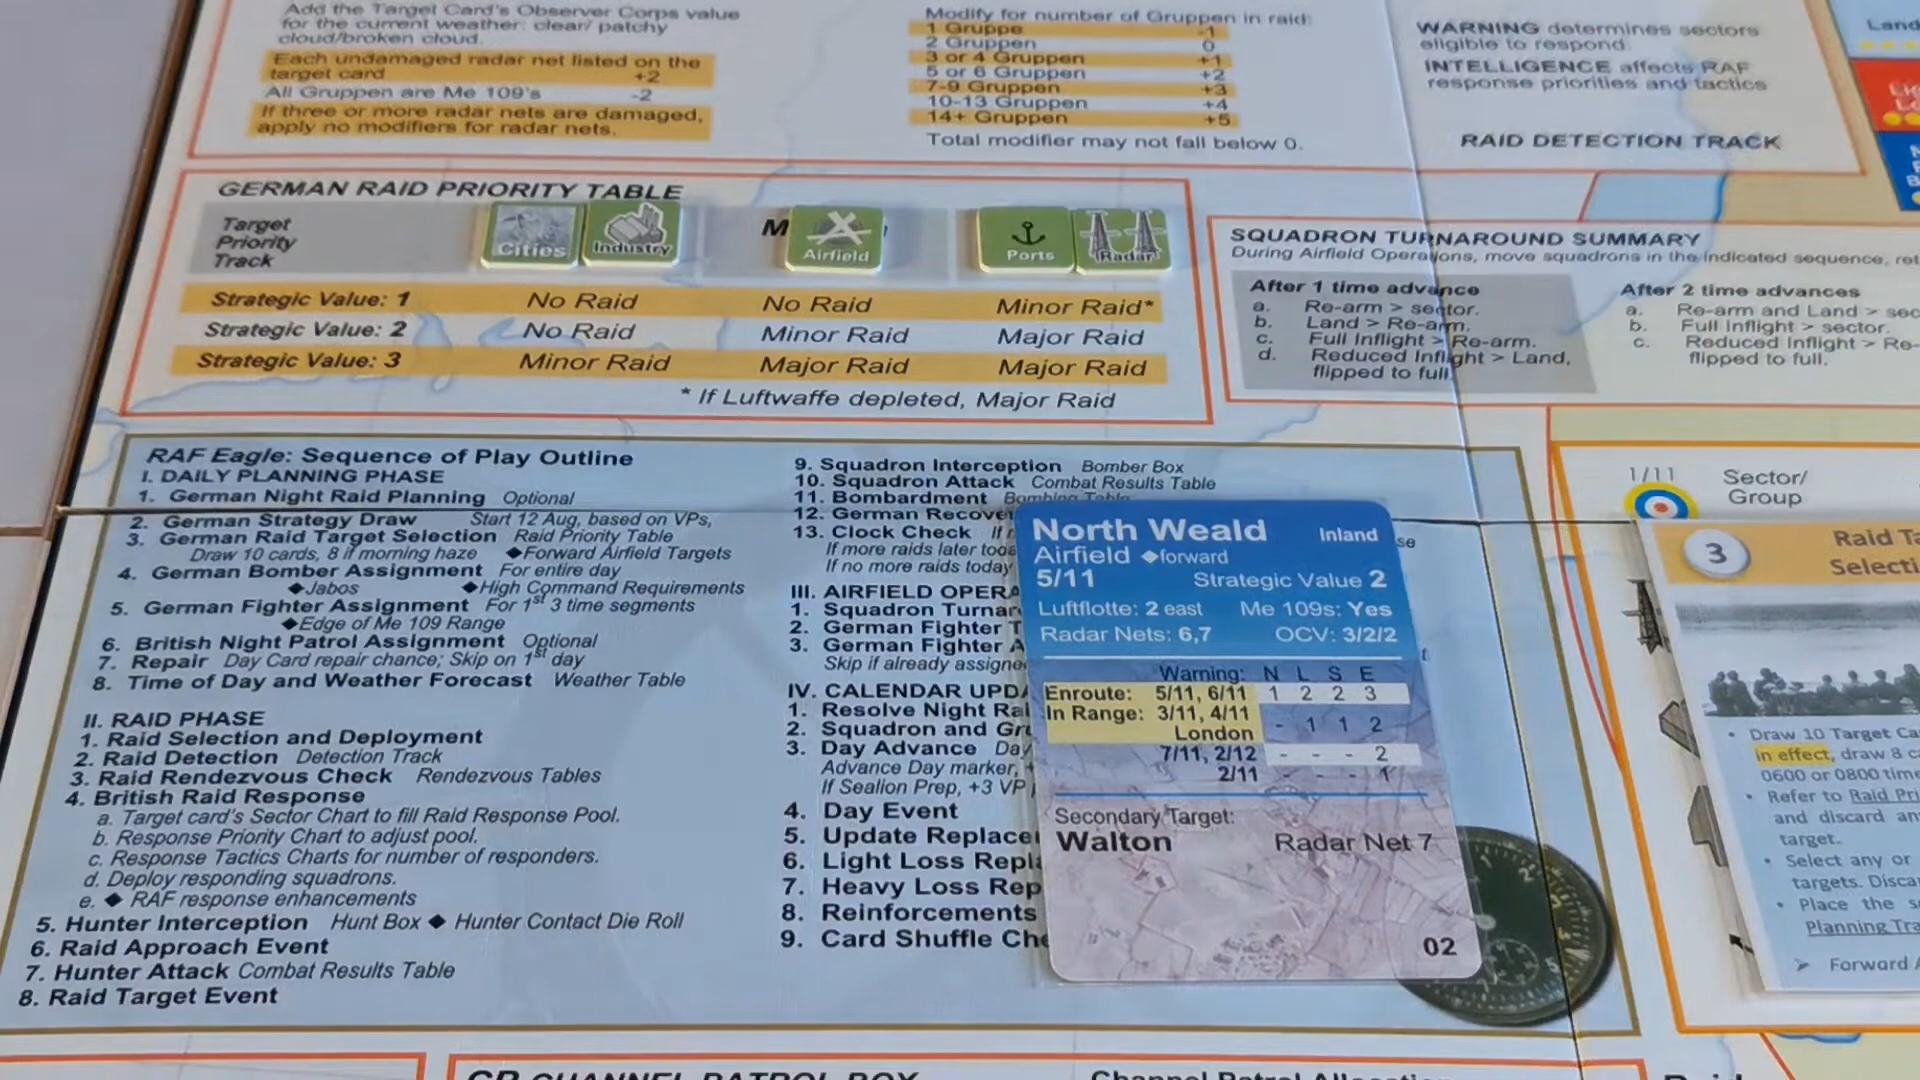 Add the Target Card's Observer Corps value
for the current weather: clear/ patchy
cloud/broken cloud.
Each undamaged radar net listed on the
target card +2
All Gruppen are Me 109's -2
If three or more radar nets are damaged,
apply no modifiers for radar nets.
Modify for number of Gruppen in raid:
1 Gruppe -1
2 Gruppen 0
3 or 4 Gruppen +1
5 or 6 Gruppen +2
7-9 Gruppen +3
10-13 Gruppen +4
14+ Gruppen +5
Total modifier may not fall below 0.
WARNING determines sectors
eligible to respond.
INTELLIGENCE affects RAF
response priorities and tactics
RAID DETECTION TRACK
Land
GERMAN RAID PRIORITY TABLE
Target
Priority
Track
Cities
Industry
M
Airfield
Ports
Radar
Strategic Value: 1 No Raid No Raid Minor Raid*
Strategic Value: 2 No Raid Minor Raid Major Raid
Strategic Value: 3 Minor Raid Major Raid Major Raid
* If Luftwaffe depleted, Major Raid
SQUADRON TURNAROUND SUMMARY
During Airfield Operations, move squadrons in the indicated sequence, ret
After 1 time advance
a. Re-arm > sector.
b. Land > Re-arm.
c. Full Inflight > Re-arm.
d. Reduced Inflight > Land,
flipped to full.
After 2 time advances
a. Re-arm and Land > sec
b. Full Inflight > sector.
c. Reduced Inflight > Re-
flipped to full.
RAF Eagle: Sequence of Play Outline
I. DAILY PLANNING PHASE
1. German Night Raid Planning Optional
2. German Strategy Draw Start 12 Aug, based on VPs,
3. German Raid Target Selection Raid Priority Table
Draw 10 cards, 8 if morning haze ◆Forward Airfield Targets
4. German Bomber Assignment For entire day
◆Jabos ◆High Command Requirements
5. German Fighter Assignment For 1st 3 time segments
◆Edge of Me 109 Range
6. British Night Patrol Assignment Optional
7. Repair Day Card repair chance; Skip on 1st day
8. Time of Day and Weather Forecast Weather Table
II. RAID PHASE
1. Raid Selection and Deployment
2. Raid Detection Detection Track
3. Raid Rendezvous Check Rendezvous Tables
4. British Raid Response
a. Target card's Sector Chart to fill Raid Response Pool.
b. Response Priority Chart to adjust pool.
c. Response Tactics Charts for number of responders.
d. Deploy responding squadrons.
e. ◆ RAF response enhancements
5. Hunter Interception Hunt Box ◆ Hunter Contact Die Roll
6. Raid Approach Event
7. Hunter Attack Combat Results Table
8. Raid Target Event
9. Squadron Interception Bomber Box
10. Squadron Attack Combat Results Table
11. Bombardment Bombing Table
12. German Recove
13. Clock Check If
If more raids later toda
If no more raids today
III. AIRFIELD OPERA
1. Squadron Turnar
2. German Fighter T
3. German Fighter A
Skip if already assigne
IV. CALENDAR UPDA
1. Resolve Night Rai
2. Squadron and Gru
3. Day Advance Day
Advance Day marker,
If Sealion Prep, +3 VP
4. Day Event
5. Update Replace
6. Light Loss Repl
7. Heavy Loss Rep
8. Reinforcements
9. Card Shuffle Che
North Weald Inland
Airfield ◆forward
5/11 Strategic Value 2
Luftflotte: 2 east Me 109s: Yes
Radar Nets: 6,7 OCV: 3/2/2
Warning: N L S E
Enroute: 5/11, 6/11 1 2 2 3
In Range: 3/11, 4/11
London - 1 1 2
7/11, 2/12 - - - 2
2/11 - - - 1
Secondary Target:
Walton Radar Net 7
02
1/11
Sector/
Group
3
Raid Ta
Selecti
• Draw 10 Target Ca
in effect, draw 8 c
0600 or 0800 time
• Refer to Raid Pri
and discard an
target.
• Select any or
targets. Disca
• Place the s
Planning Tra
➢ Forward A
CHANNEL PATROL BOX
Channel Patrol Allocation